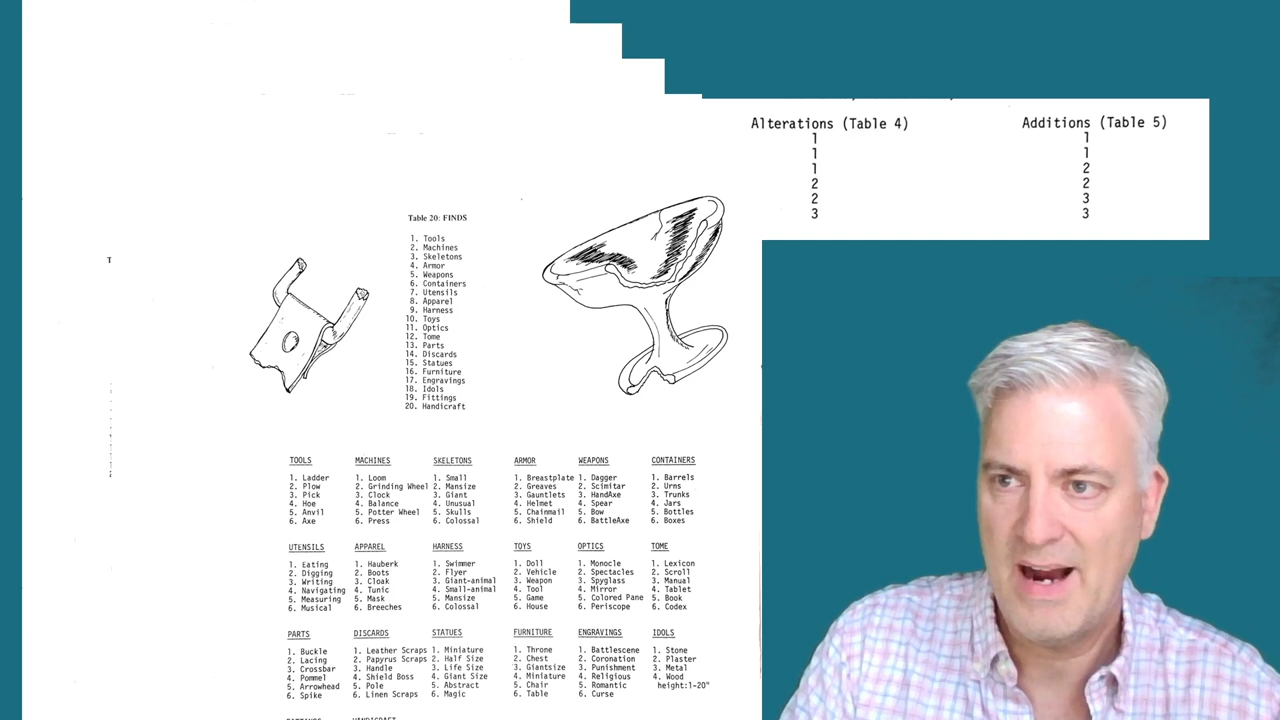 Alterations (Table 4)
1
1
1
2
2
3
Additions (Table 5)
1
1
2
2
3
3
Table 20: FINDS
1. Tools
2. Machines
3. Skeletons
4. Armor
5. Weapons
6. Containers
7. Utensils
8. Apparel
9. Harness
10. Toys
11. Optics
12. Tome
13. Parts
14. Discards
15. Statues
16. Furniture
17. Engravings
18. Idols
19. Fittings
20. Handicraft
TOOLS
1. Ladder
2. Plow
3. Pick
4. Hoe
5. Anvil
6. Axe
MACHINES
1. Loom
2. Grinding Wheel
3. Clock
4. Balance
5. Potter Wheel
6. Press
SKELETONS
1. Small
2. Mansize
3. Giant
4. Unusual
5. Skulls
6. Colossal
ARMOR
1. Breastplate
2. Greaves
3. Gauntlets
4. Helmet
5. Chainmail
6. Shield
WEAPONS
1. Dagger
2. Scimitar
3. HandAxe
4. Spear
5. Bow
6. BattleAxe
CONTAINERS
1. Barrels
2. Urns
3. Trunks
4. Jars
5. Bottles
6. Boxes
UTENSILS
1. Eating
2. Digging
3. Writing
4. Navigating
5. Measuring
6. Musical
APPAREL
1. Hauberk
2. Boots
3. Cloak
4. Tunic
5. Mask
6. Breeches
HARNESS
1. Swimmer
2. Flyer
3. Giant-animal
4. Small-animal
5. Mansize
6. Colossal
TOYS
1. Doll
2. Vehicle
3. Weapon
4. Tool
5. Game
6. House
OPTICS
1. Monocle
2. Spectacles
3. Spyglass
4. Mirror
5. Colored Pane
6. Periscope
TOME
1. Lexicon
2. Scroll
3. Manual
4. Tablet
5. Book
6. Codex
PARTS
1. Buckle
2. Lacing
3. Crossbar
4. Pommel
5. Arrowhead
6. Spike
DISCARDS
1. Leather Scraps
2. Papyrus Scraps
3. Handle
4. Shield Boss
5. Pole
6. Linen Scraps
STATUES
1. Miniature
2. Half Size
3. Life Size
4. Giant Size
5. Abstract
6. Magic
FURNITURE
1. Throne
2. Chest
3. Giantsize
4. Miniature
5. Chair
6. Table
ENGRAVINGS
1. Battlescene
2. Coronation
3. Punishment
4. Religious
5. Romantic
6. Curse
IDOLS
1. Stone
2. Plaster
3. Metal
4. Wood
height:1-20"